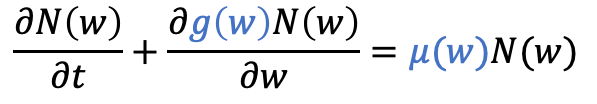 ∂N(w)/∂t + ∂g(w)N(w)/∂w = μ(w)N(w)